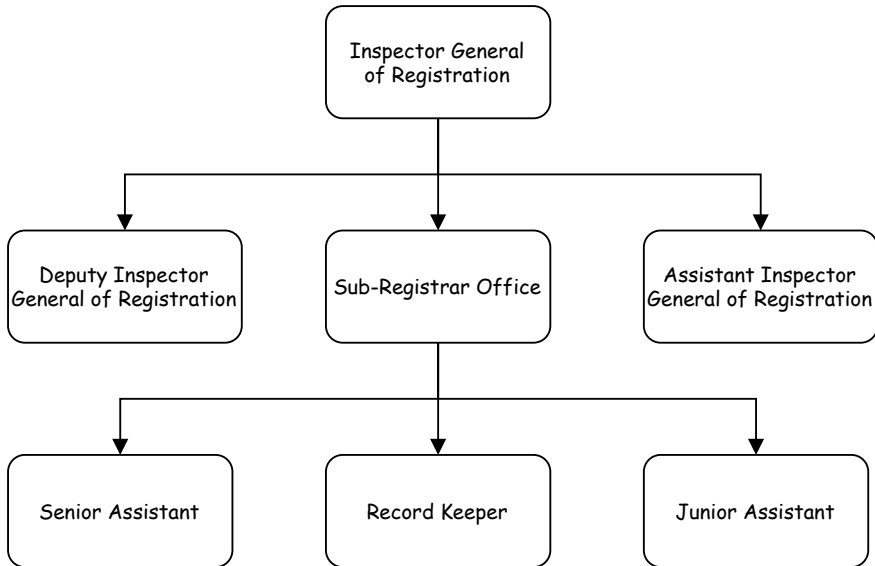 Inspector General
of Registration
Deputy Inspector
General of Registration
Sub-Registrar Office
Assistant Inspector
General of Registration
Senior Assistant
Record Keeper
Junior Assistant